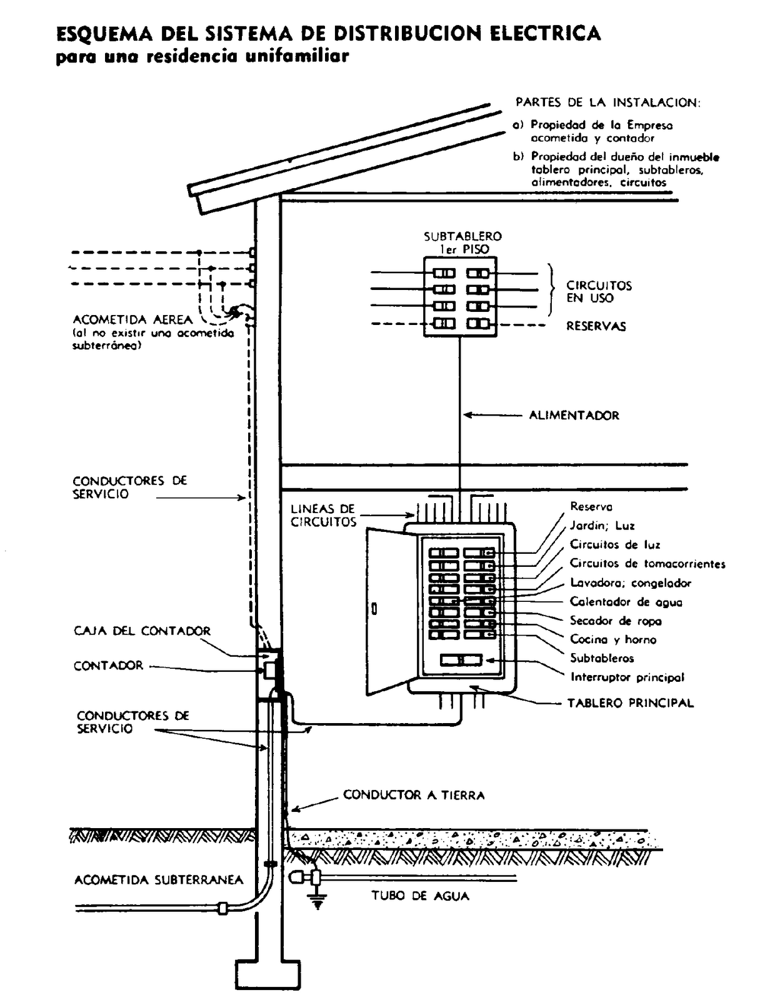 ESQUEMA DEL SISTEMA DE DISTRIBUCION ELECTRICA
para una residencia unifamiliar
PARTES DE LA INSTALACION:
a) Propiedad de la Empresa
acometida y contador
b) Propiedad del dueño del inmueble
tablero principal, subtableros,
alimentadores, circuitos
SUBTABLERO
1er PISO
CIRCUITOS
EN USO
RESERVAS
ACOMETIDA AEREA
(al no existir una acometida
subterránea)
ALIMENTADOR
CONDUCTORES DE
SERVICIO
LINEAS DE
CIRCUITOS
Reserva
Jardín; Luz
Circuitos de luz
Circuitos de tomacorrientes
Lavadora; congelador
Calentador de agua
Secador de ropa
Cocina y horno
Subtableros
Interruptor principal
TABLERO PRINCIPAL
CAJA DEL CONTADOR
CONTADOR
CONDUCTORES DE
SERVICIO
CONDUCTOR A TIERRA
ACOMETIDA SUBTERRANEA
TUBO DE AGUA